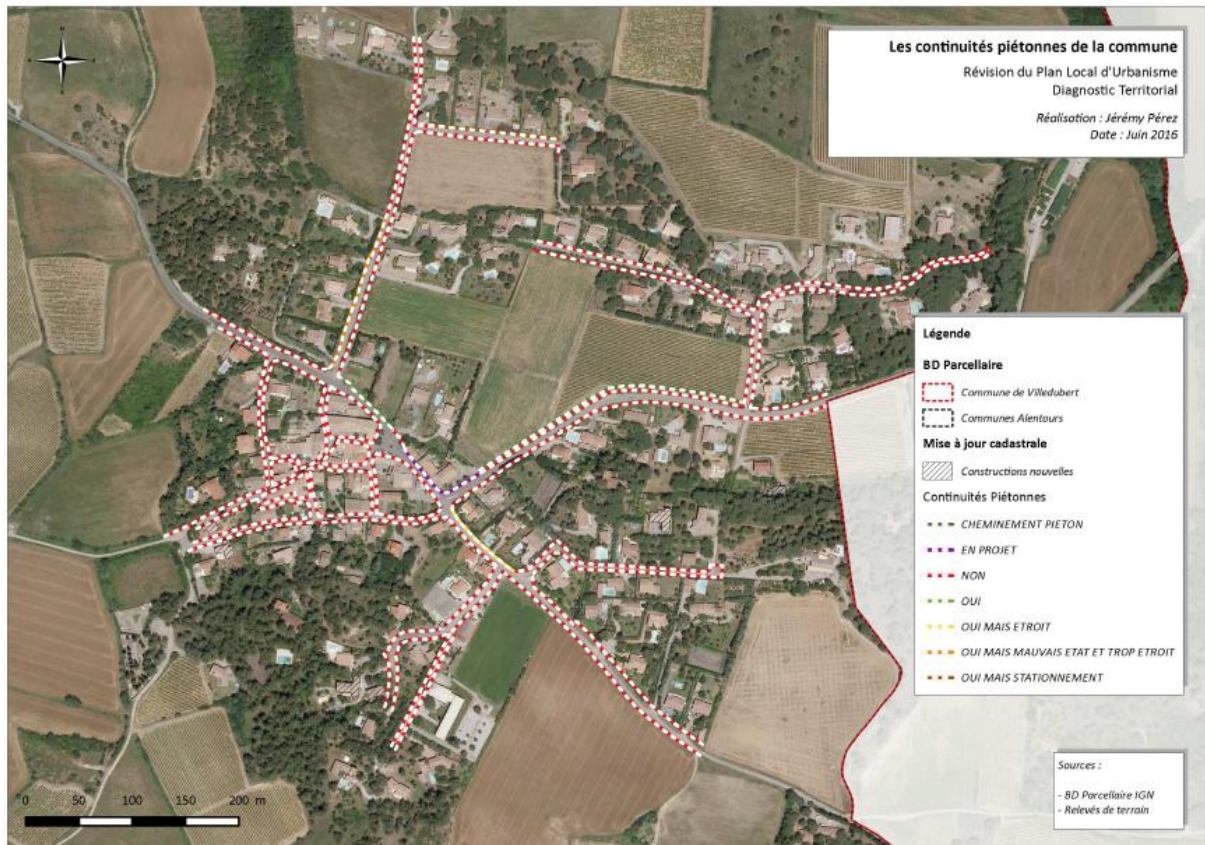 Les continuités piétonnes de la commune
Révision du Plan Local d'Urbanisme
Diagnostic Territorial
Réalisation : Jérémy Pérez
Date : Juin 2016
Légende
BD Parcellaire
Commune de Villedubert
Communes Alentours
Mise à jour cadastrale
Constructions nouvelles
Continuités Piétonnes
CHEMINEMENT PIETON
EN PROJET
NON
OUI
OUI MAIS ETROIT
OUI MAIS MAUVAIS ETAT ET TROP ETROIT
OUI MAIS STATIONNEMENT
0 50 100 150 200 m
Sources :
- BD Parcellaire IGN
- Relevés de terrain